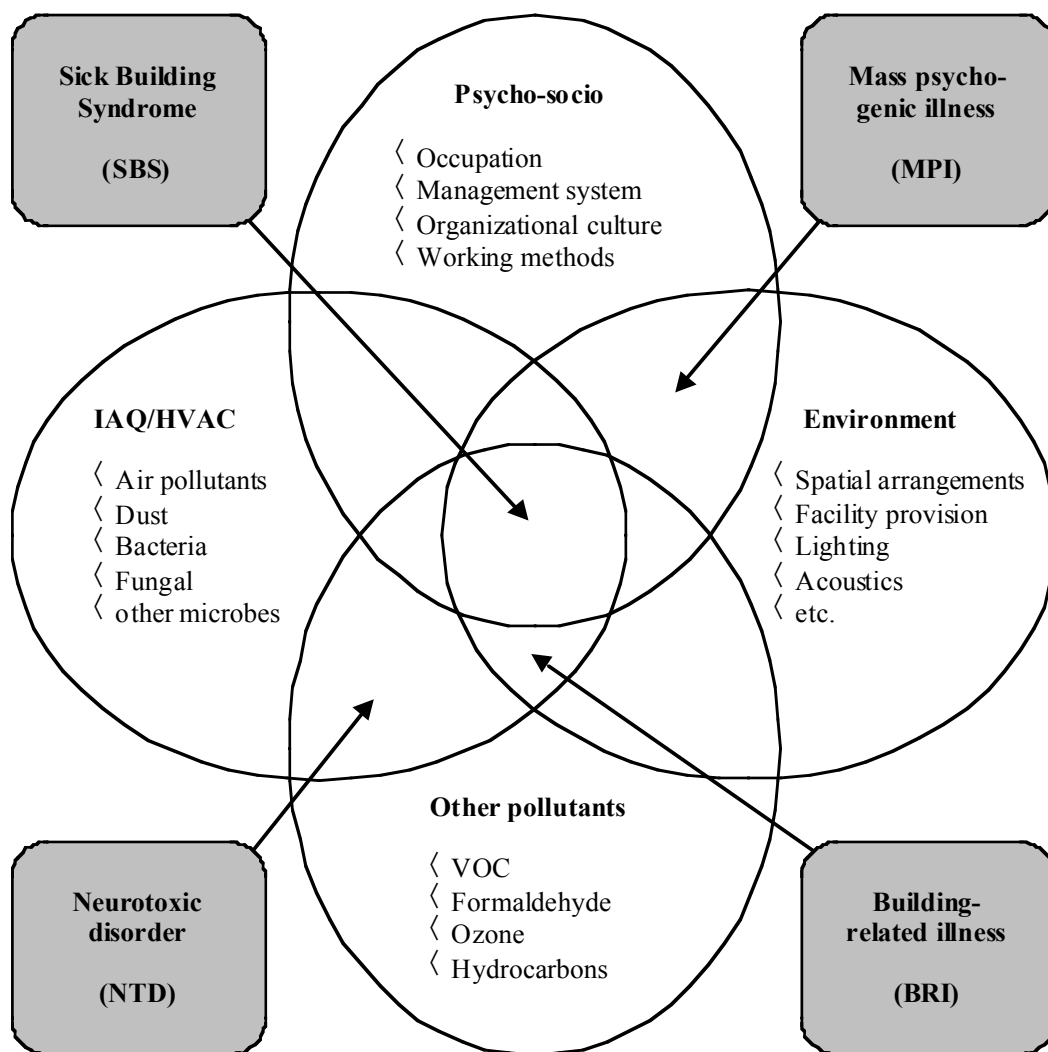 Sick Building
Syndrome
(SBS)
Psycho-socio
〈 Occupation
〈 Management system
〈 Organizational culture
〈 Working methods
Mass psycho-
genic illness
(MPI)
IAQ/HVAC
〈 Air pollutants
〈 Dust
〈 Bacteria
〈 Fungal
〈 other microbes
Environment
〈 Spatial arrangements
〈 Facility provision
〈 Lighting
〈 Acoustics
〈 etc.
Other pollutants
〈 VOC
〈 Formaldehyde
〈 Ozone
〈 Hydrocarbons
Neurotoxic
disorder
(NTD)
Building-
related illness
(BRI)